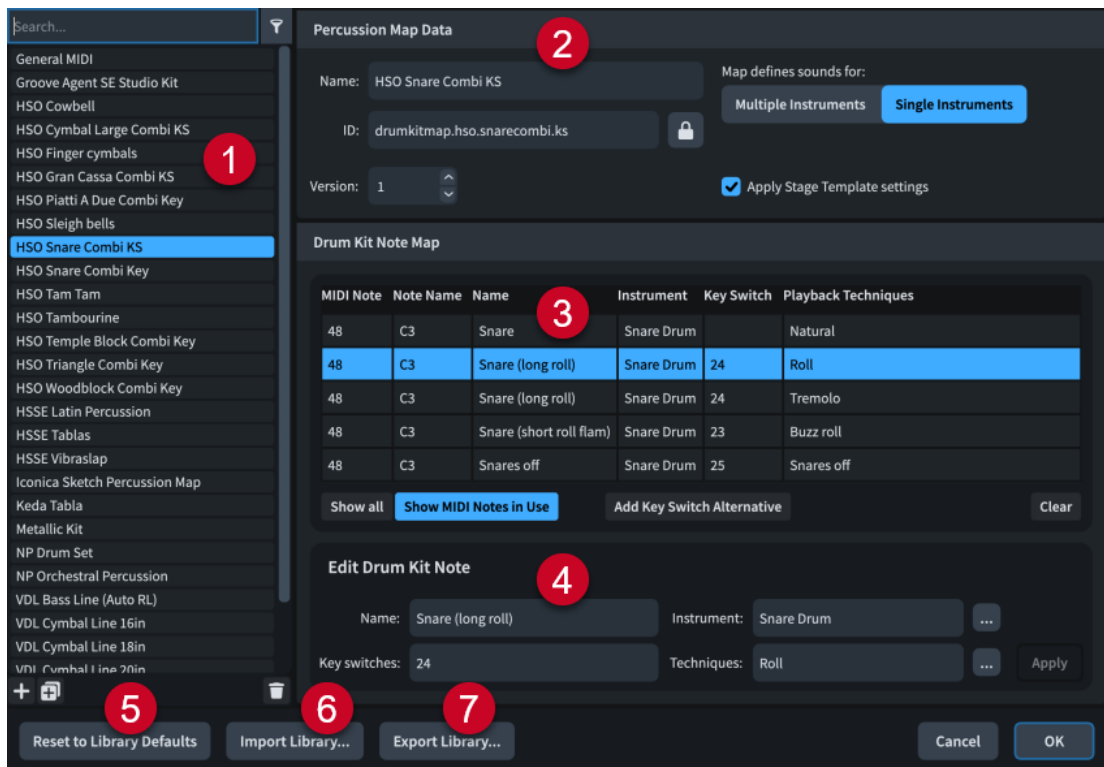 Search...
General MIDI
Groove Agent SE Studio Kit
HSO Cowbell
HSO Cymbal Large Combi KS
HSO Finger cymbals
HSO Gran Cassa Combi KS
HSO Piatti A Due Combi Key
HSO Sleigh bells
HSO Snare Combi KS
HSO Snare Combi Key
HSO Tam Tam
HSO Tambourine
HSO Temple Block Combi Key
HSO Triangle Combi Key
HSO Woodblock Combi Key
HSSE Latin Percussion
HSSE Tablas
HSSE Vibraslap
Iconica Sketch Percussion Map
Keda Tabla
Metallic Kit
NP Drum Set
NP Orchestral Percussion
VDL Bass Line (Auto RL)
VDL Cymbal Line 16in
VDL Cymbal Line 18in
VDL Cymbal Line 20in
1
Percussion Map Data
2
Name: HSO Snare Combi KS
ID: drumkitmap.hso.snarecombi.ks
Version: 1
Map defines sounds for:
Multiple Instruments Single Instruments
Apply Stage Template settings
Drum Kit Note Map
3
MIDI Note Note Name Name Instrument Key Switch Playback Techniques
48 C3 Snare Snare Drum Natural
48 C3 Snare (long roll) Snare Drum 24 Roll
48 C3 Snare (long roll) Snare Drum 24 Tremolo
48 C3 Snare (short roll flam) Snare Drum 23 Buzz roll
48 C3 Snares off Snare Drum 25 Snares off
Show all Show MIDI Notes in Use Add Key Switch Alternative Clear
Edit Drum Kit Note
4
Name: Snare (long roll) Instrument: Snare Drum ...
Key switches: 24 Techniques: Roll ... Apply
5 6 7
Reset to Library Defaults Import Library... Export Library... Cancel OK